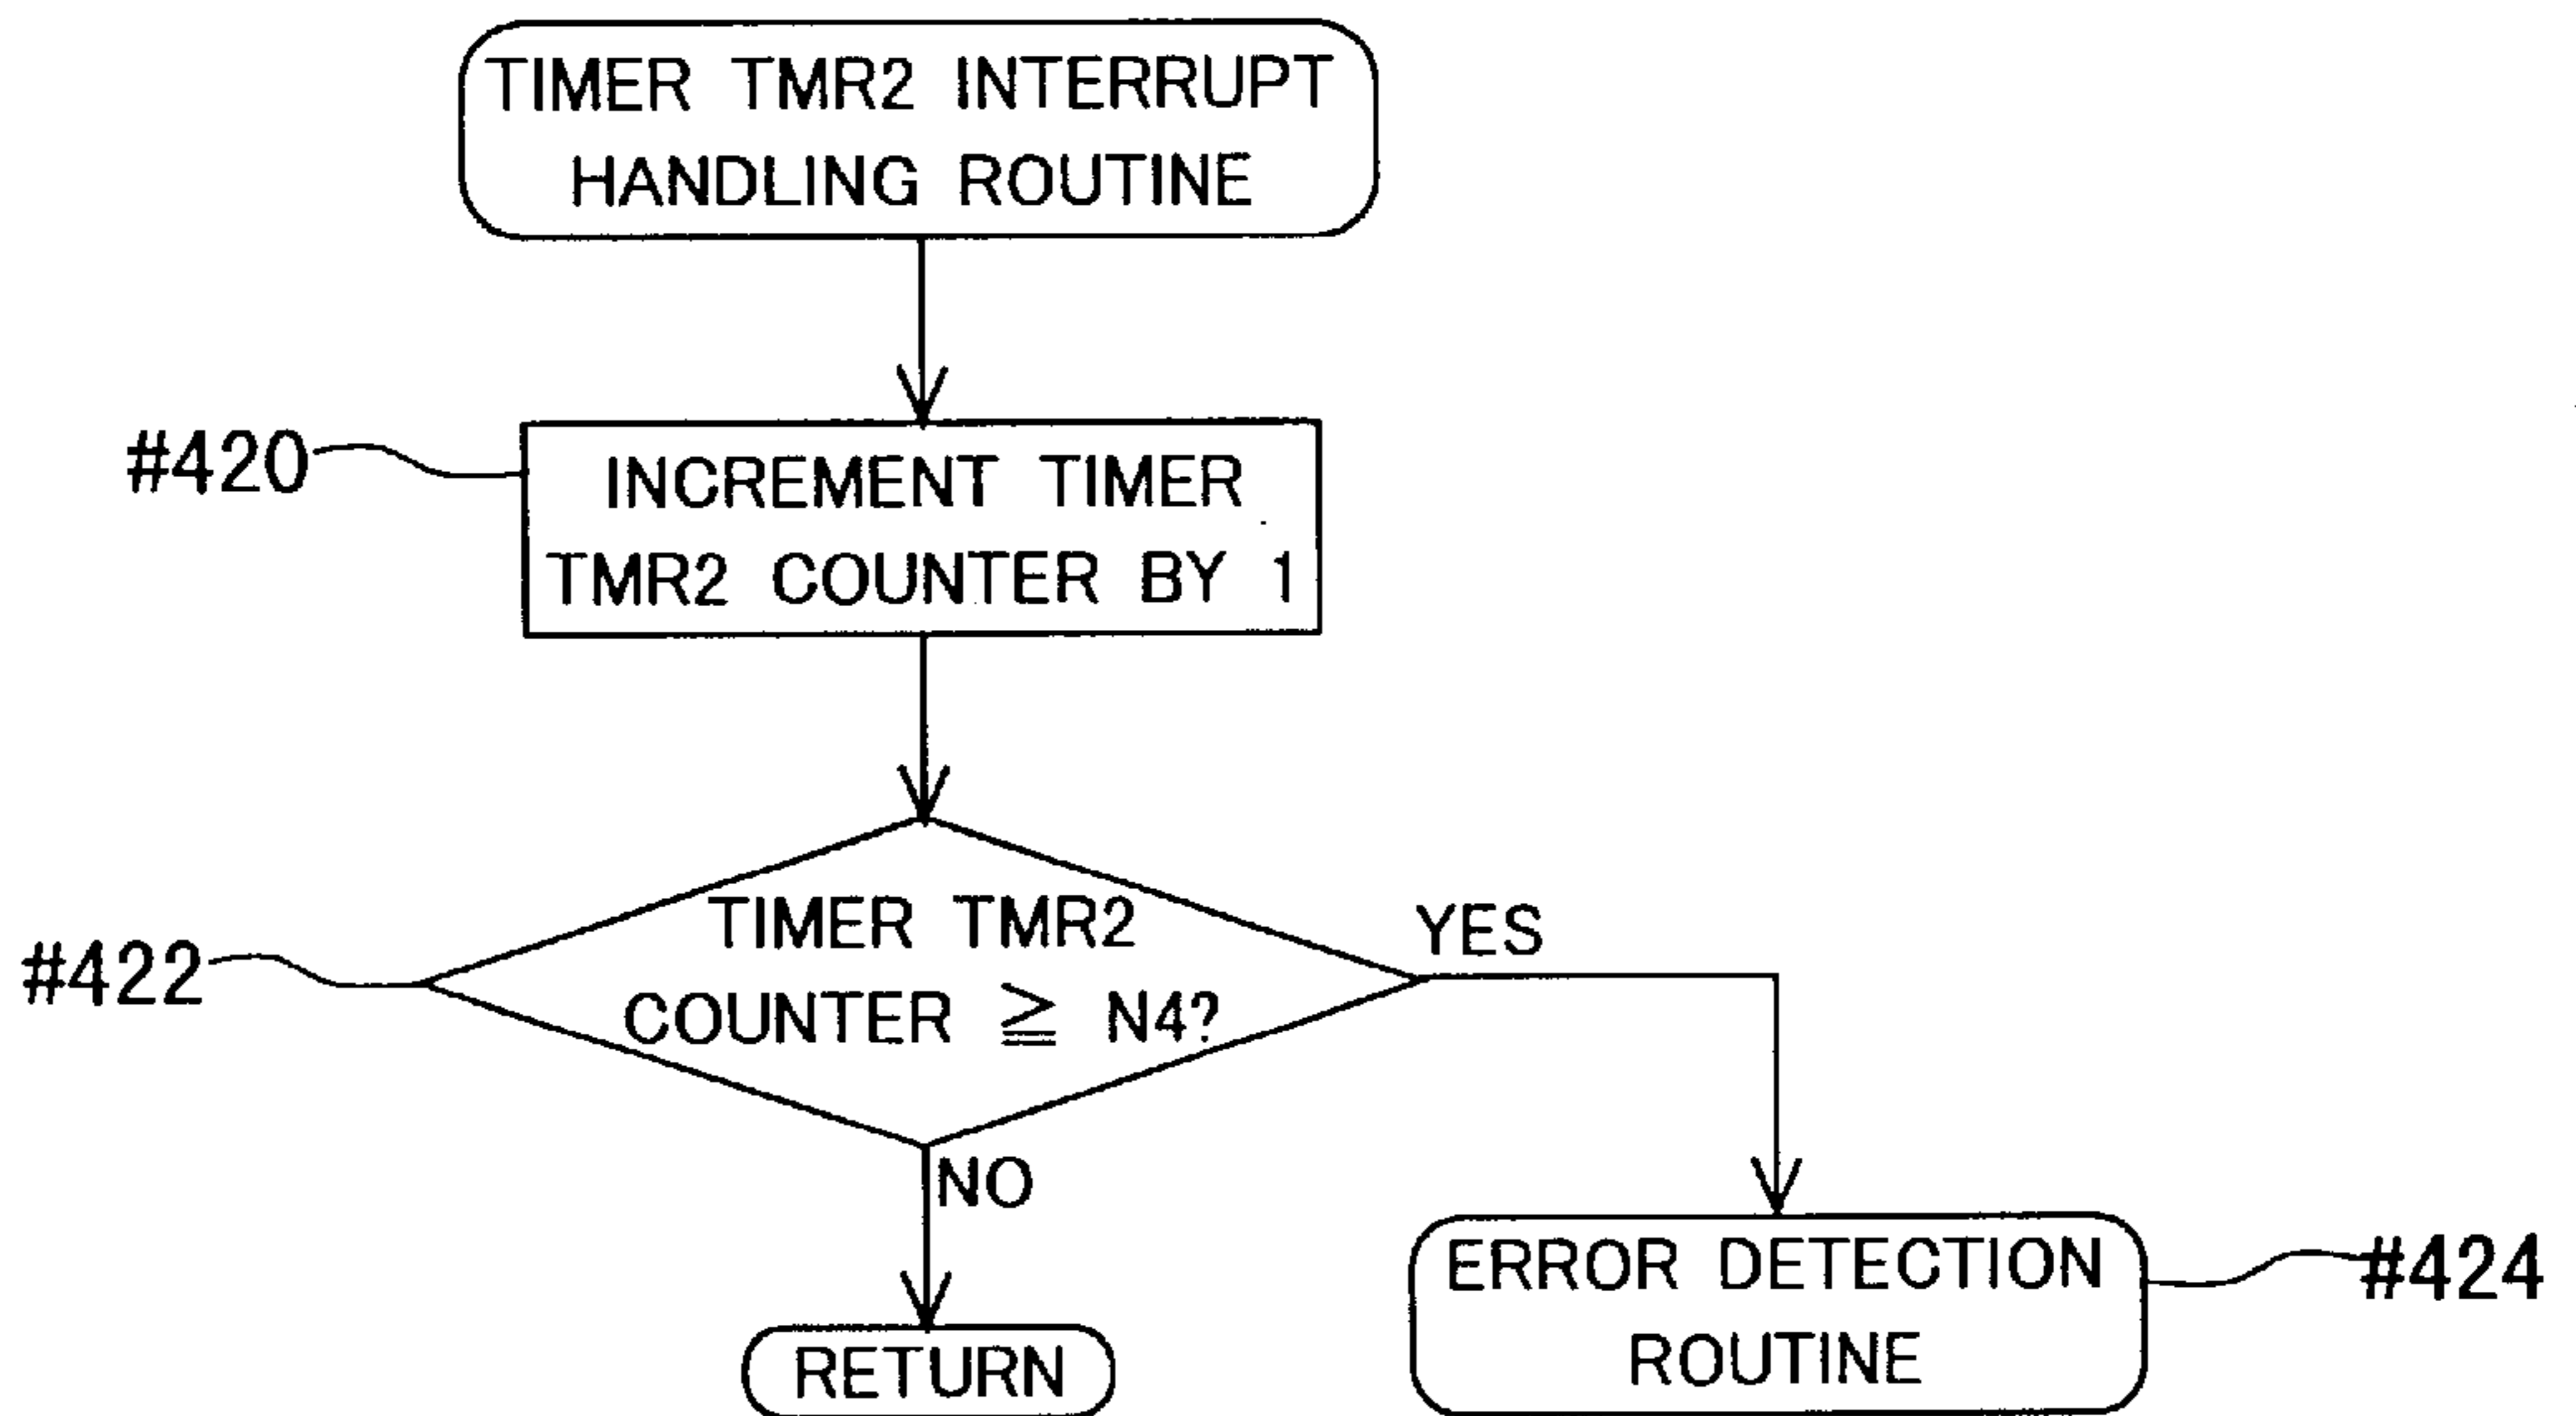 TIMER TMR2 INTERRUPT
HANDLING ROUTINE
#420
INCREMENT TIMER
TMR2 COUNTER BY 1
#422
TIMER TMR2
COUNTER ≧ N4?
YES
NO
RETURN
ERROR DETECTION
ROUTINE
#424